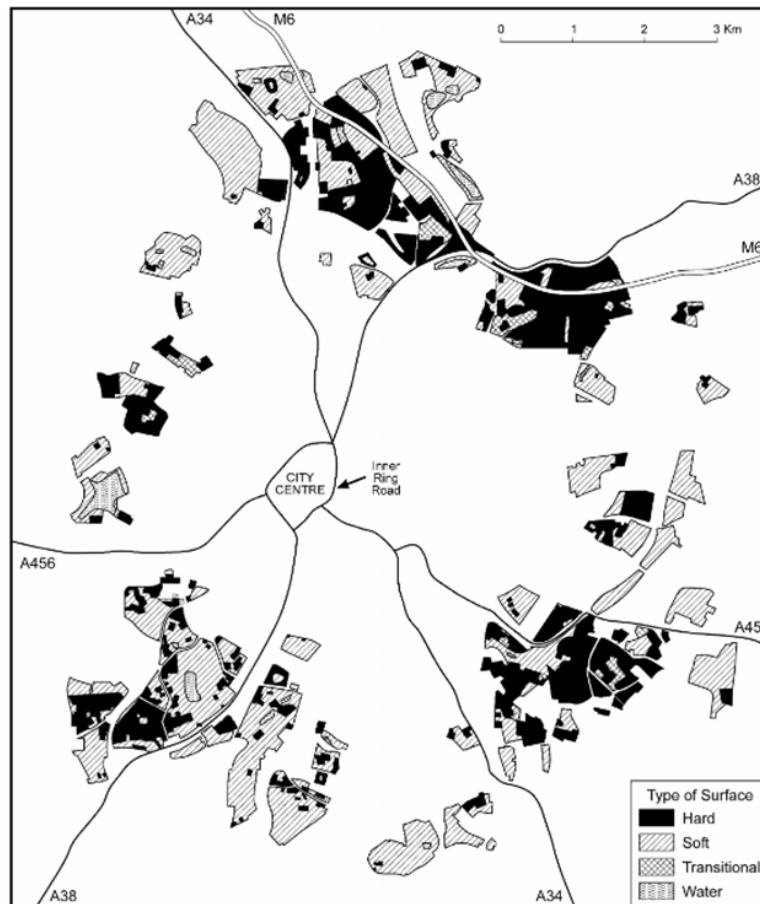 A34
M6
0 1 2 3 Km
A38
M6
CITY
CENTRE
Inner
Ring
Road
A456
A45
Type of Surface
Hard
Soft
Transitional
Water
A38
A34